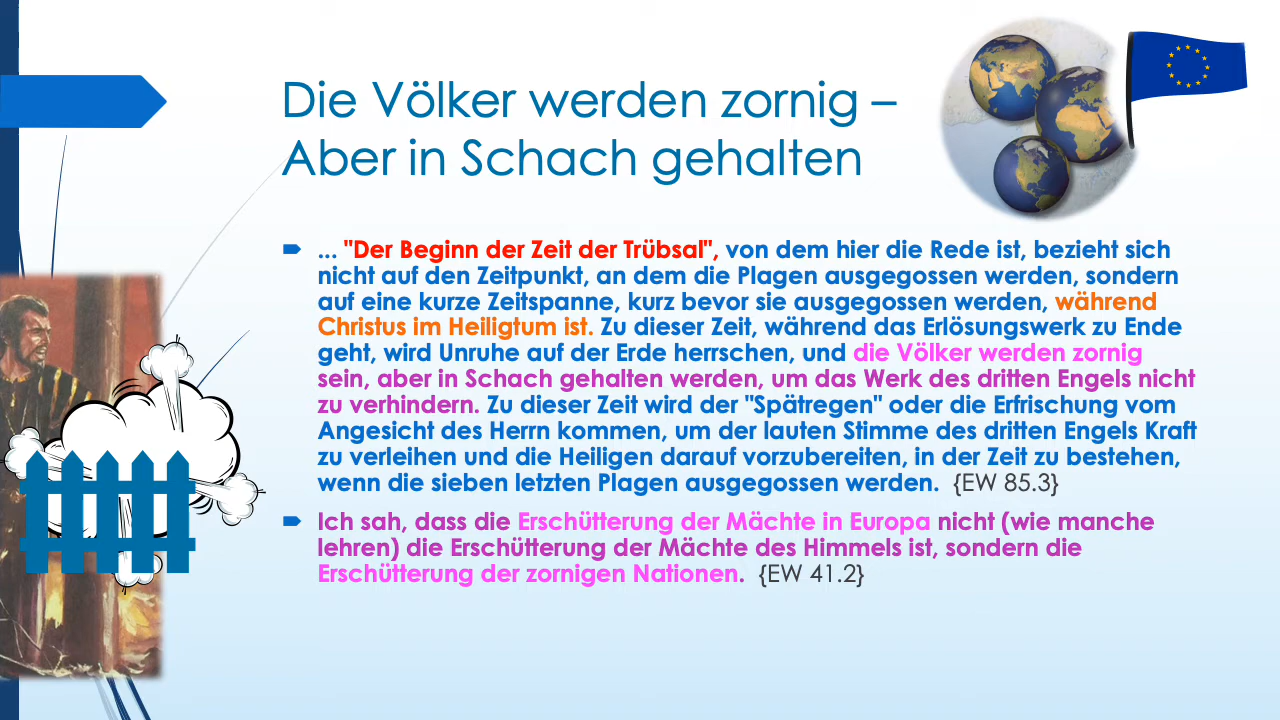 Die Völker werden zornig –
Aber in Schach gehalten
... "Der Beginn der Zeit der Trübsal", von dem hier die Rede ist, bezieht sich
nicht auf den Zeitpunkt, an dem die Plagen ausgegossen werden, sondern
auf eine kurze Zeitspanne, kurz bevor sie ausgegossen werden, während
Christus im Heiligtum ist. Zu dieser Zeit, während das Erlösungswerk zu Ende
geht, wird Unruhe auf der Erde herrschen, und die Völker werden zornig
sein, aber in Schach gehalten werden, um das Werk des dritten Engels nicht
zu verhindern. Zu dieser Zeit wird der "Spätregen" oder die Erfrischung vom
Angesicht des Herrn kommen, um der lauten Stimme des dritten Engels Kraft
zu verleihen und die Heiligen darauf vorzubereiten, in der Zeit zu bestehen,
wenn die sieben letzten Plagen ausgegossen werden. {EW 85.3}
Ich sah, dass die Erschütterung der Mächte in Europa nicht (wie manche
lehren) die Erschütterung der Mächte des Himmels ist, sondern die
Erschütterung der zornigen Nationen. {EW 41.2}